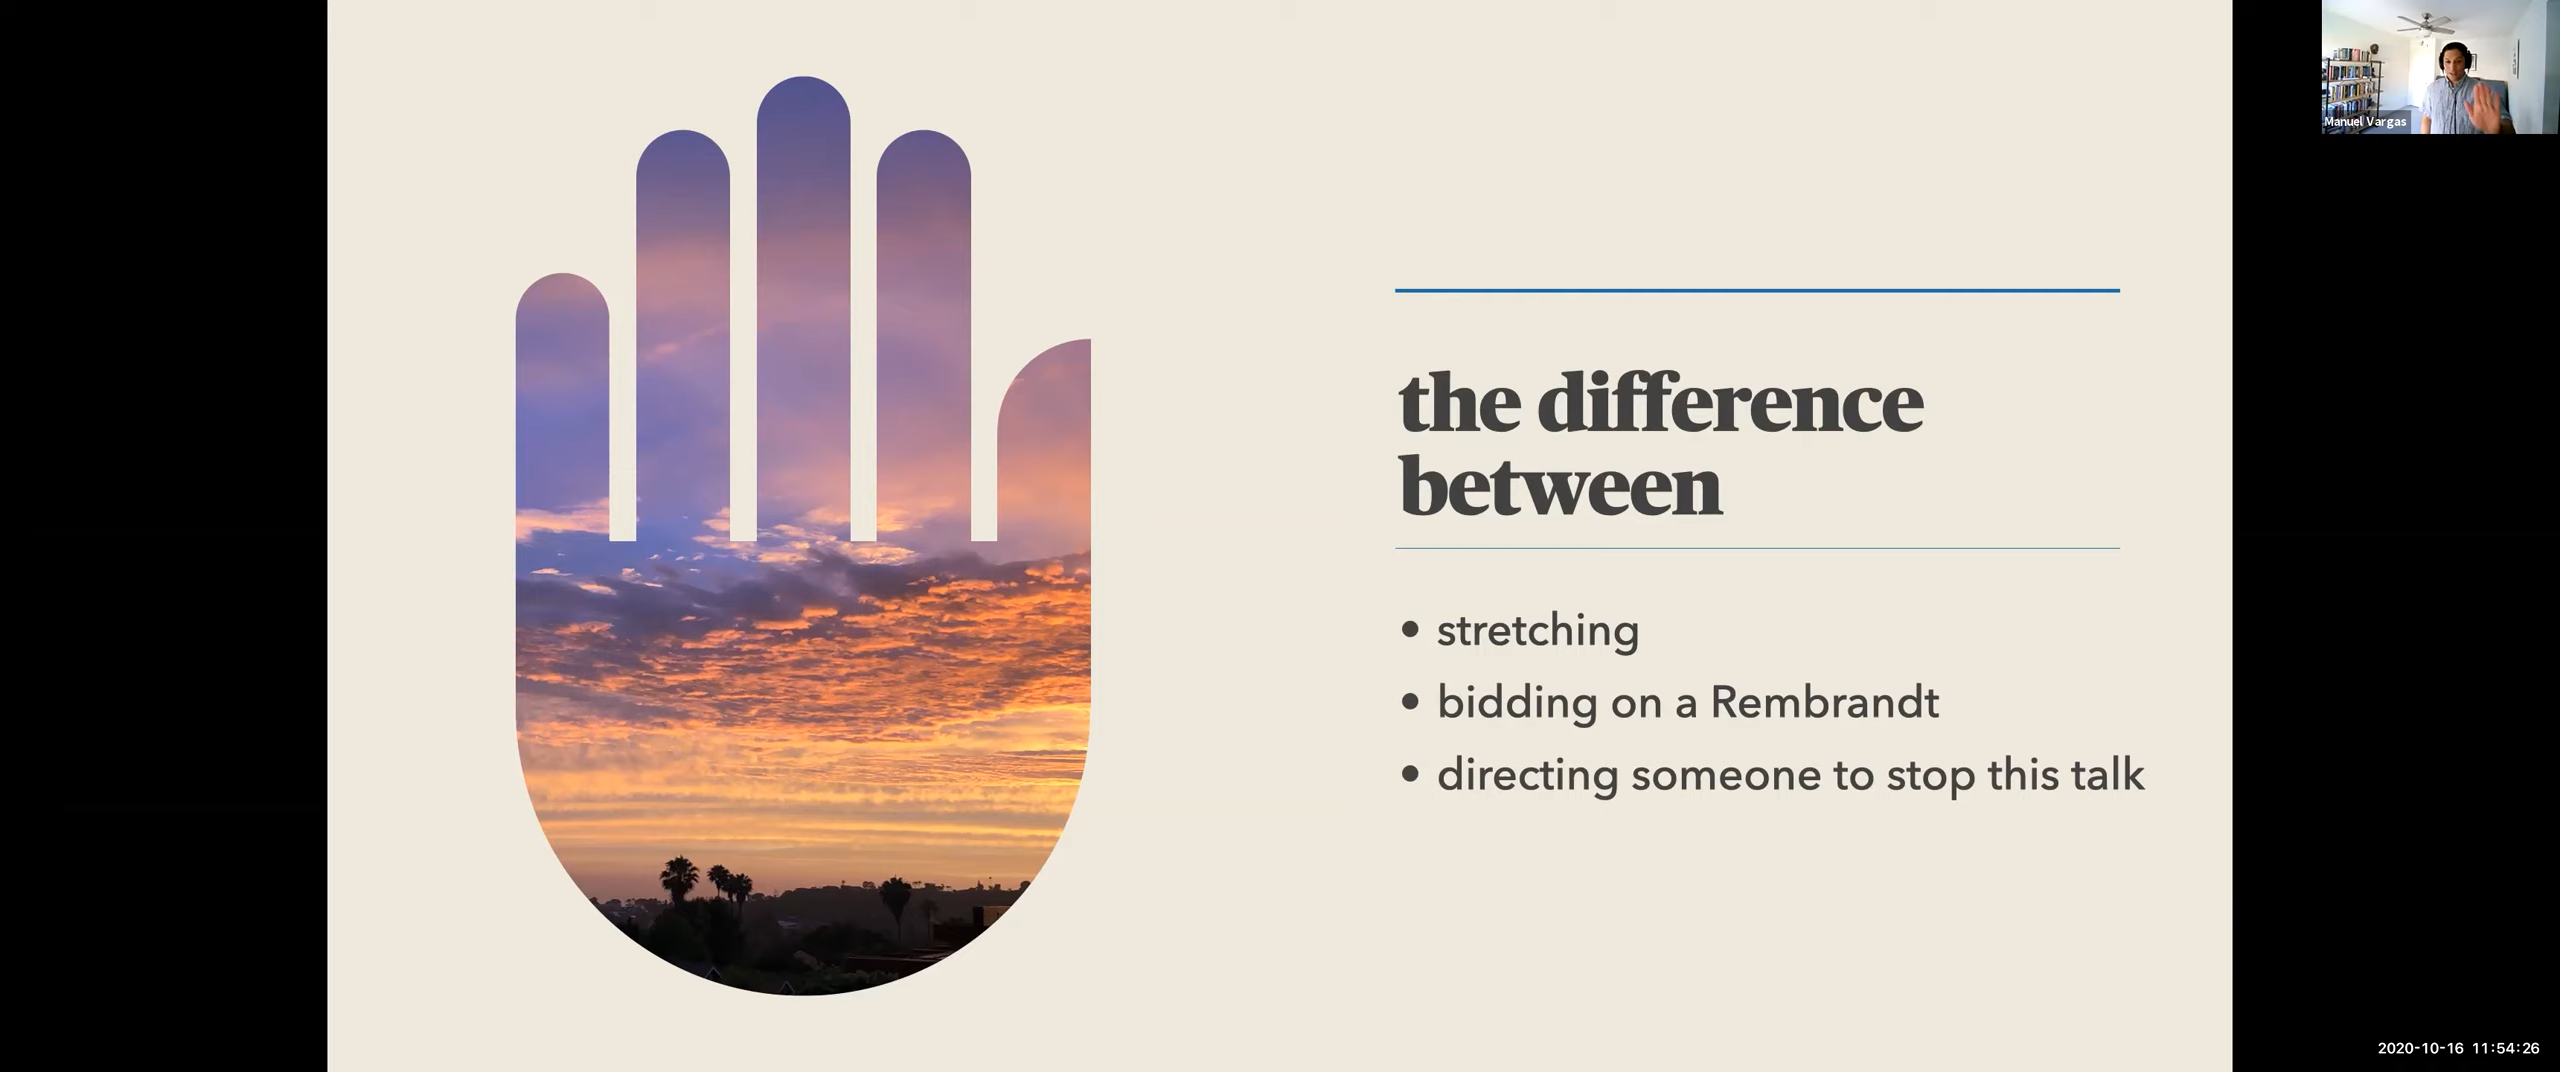 Manuel Vargas
the difference
between
• stretching
• bidding on a Rembrandt
• directing someone to stop this talk
2020-10-16 11:54:26